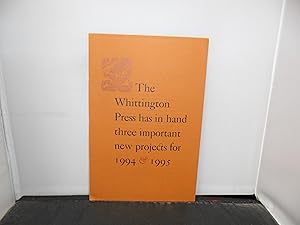 The
Whittington
Press has in hand
three important
new projects for
1994 & 1995